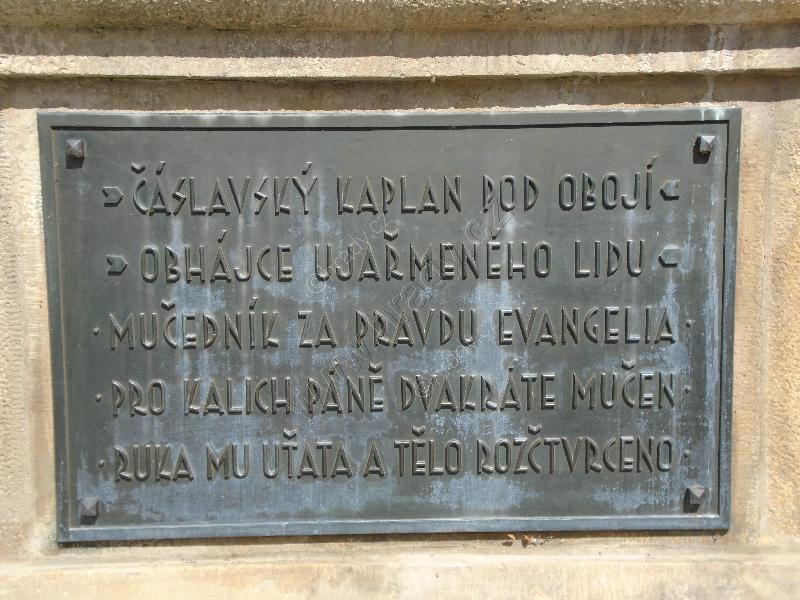 ČÁSLAVSKÝ KAPLAN POD OBOJÍ
OBHÁJCE UJAŘMENÉHO LIDU
· MUČEDNÍK ZA PRAVDU EVANGELIA ·
· PRO KALICH PÁNĚ DVAKRÁTE MUČEN ·
· RUKA MU UŤATA A TĚLO ROZČTVRCENO ·